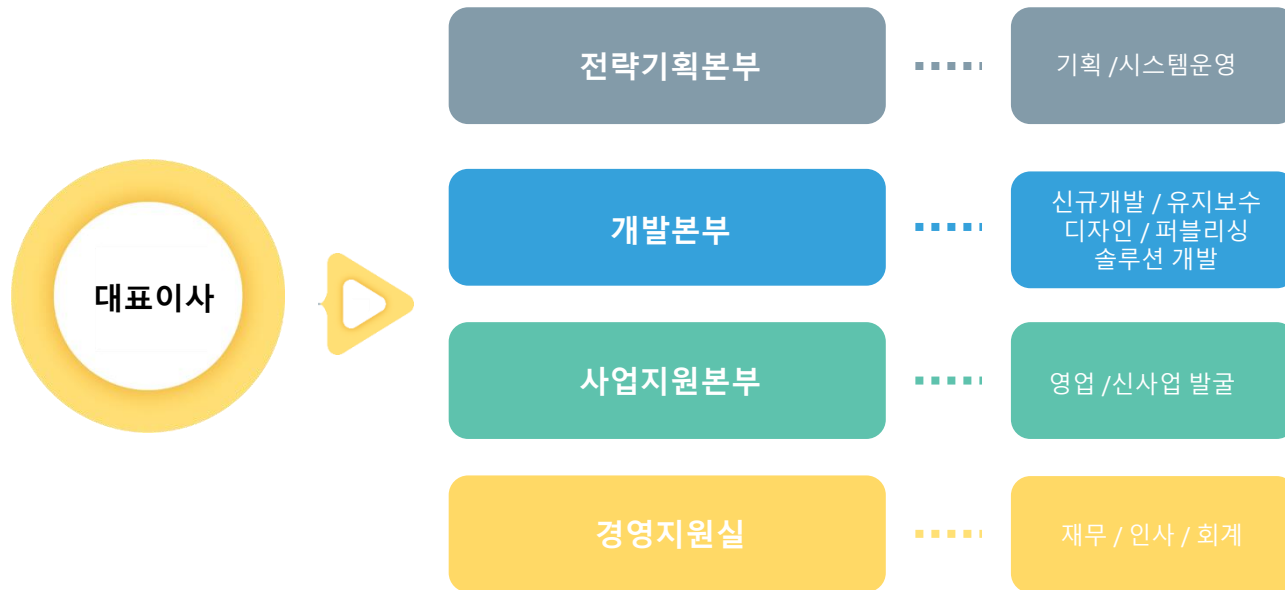 전략기획본부
기획 /시스템운영
개발본부
신규개발 / 유지보수
디자인 / 퍼블리싱
솔루션 개발
대표이사
사업지원본부
영업 /신사업 발굴
경영지원실
재무 / 인사 / 회계